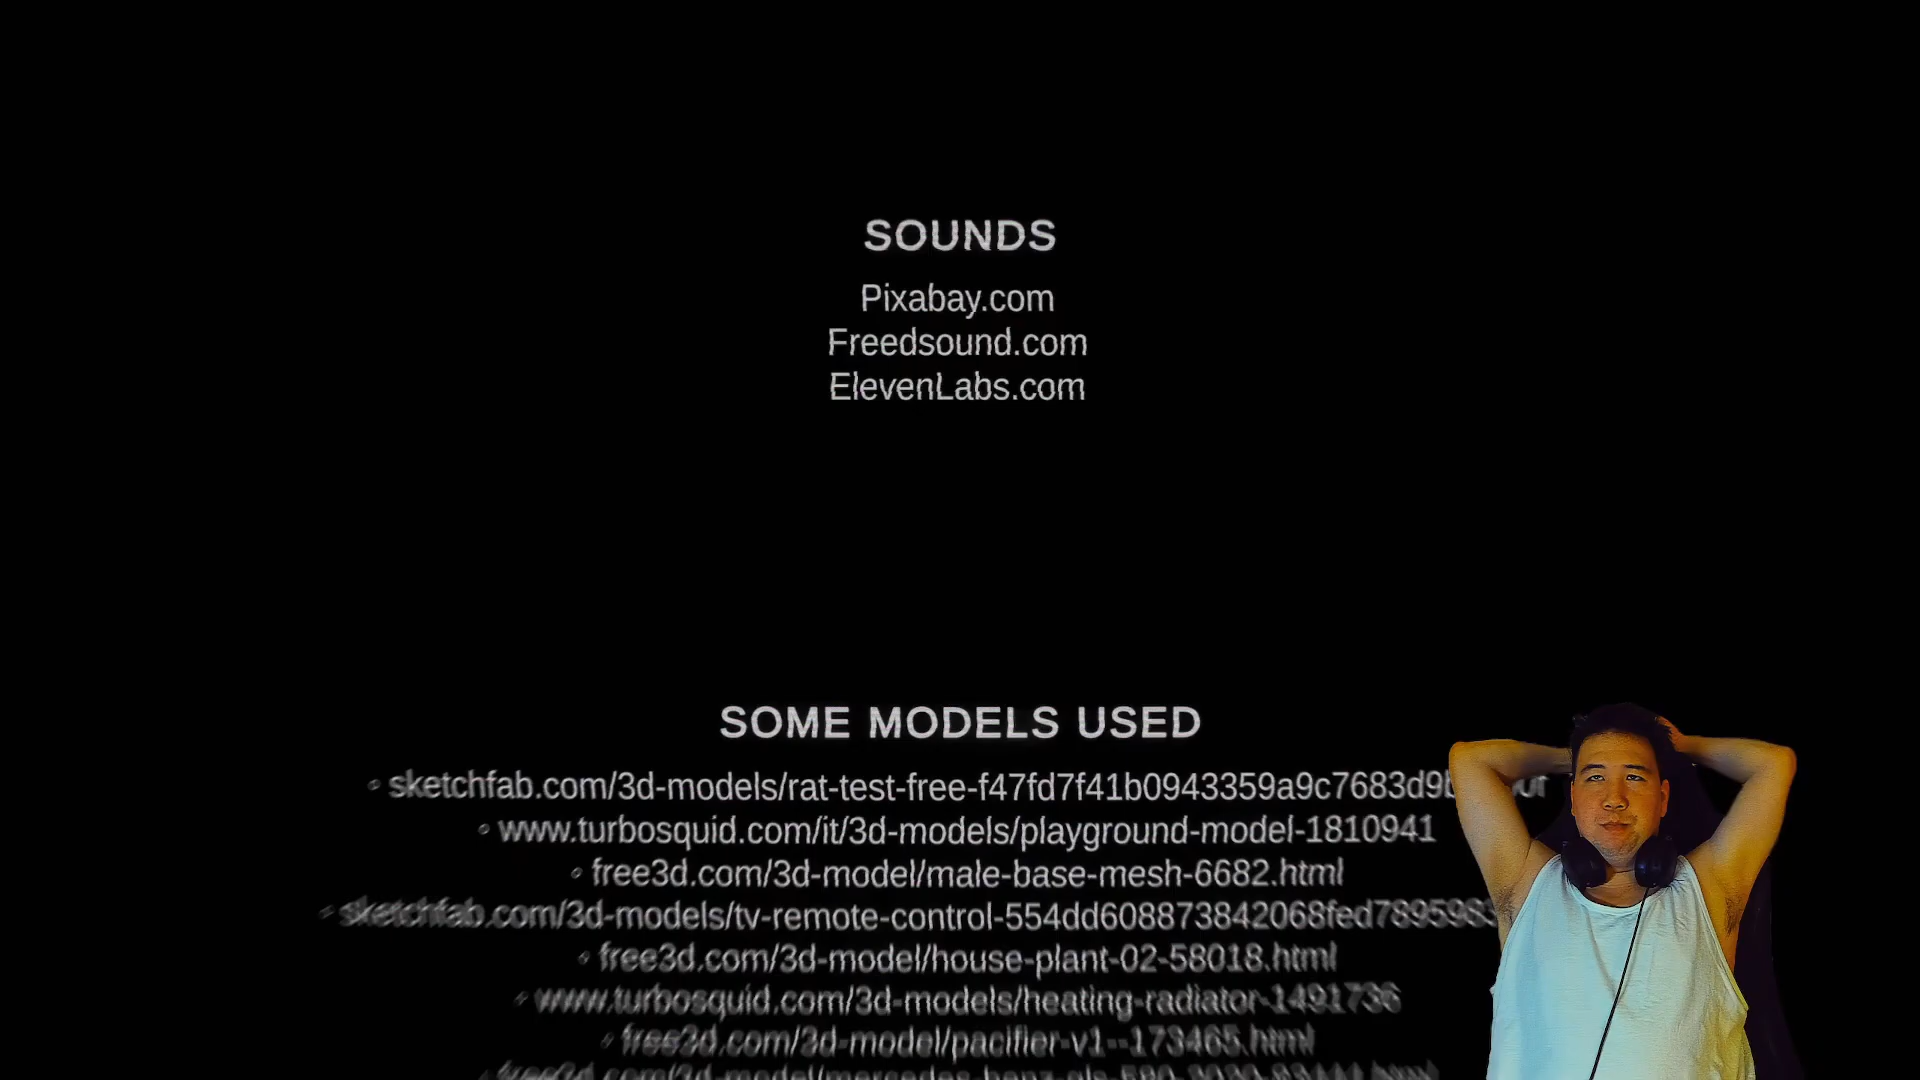 SOUNDS
Pixabay.com
Freedsound.com
ElevenLabs.com
SOME MODELS USED
◦ sketchfab.com/3d-models/rat-test-free-f47fd7f41b0943359a9c7683d9
◦ www.turbosquid.com/it/3d-models/playground-model-1810941
◦ free3d.com/3d-model/male-base-mesh-6682.html
◦ sketchfab.com/3d-models/tv-remote-control-554dd608873842068fed7895983
◦ free3d.com/3d-model/house-plant-02-58018.html
◦ www.turbosquid.com/3d-models/heating-radiator-1491736
◦ free3d.com/3d-model/pacifier-v1--173465.html